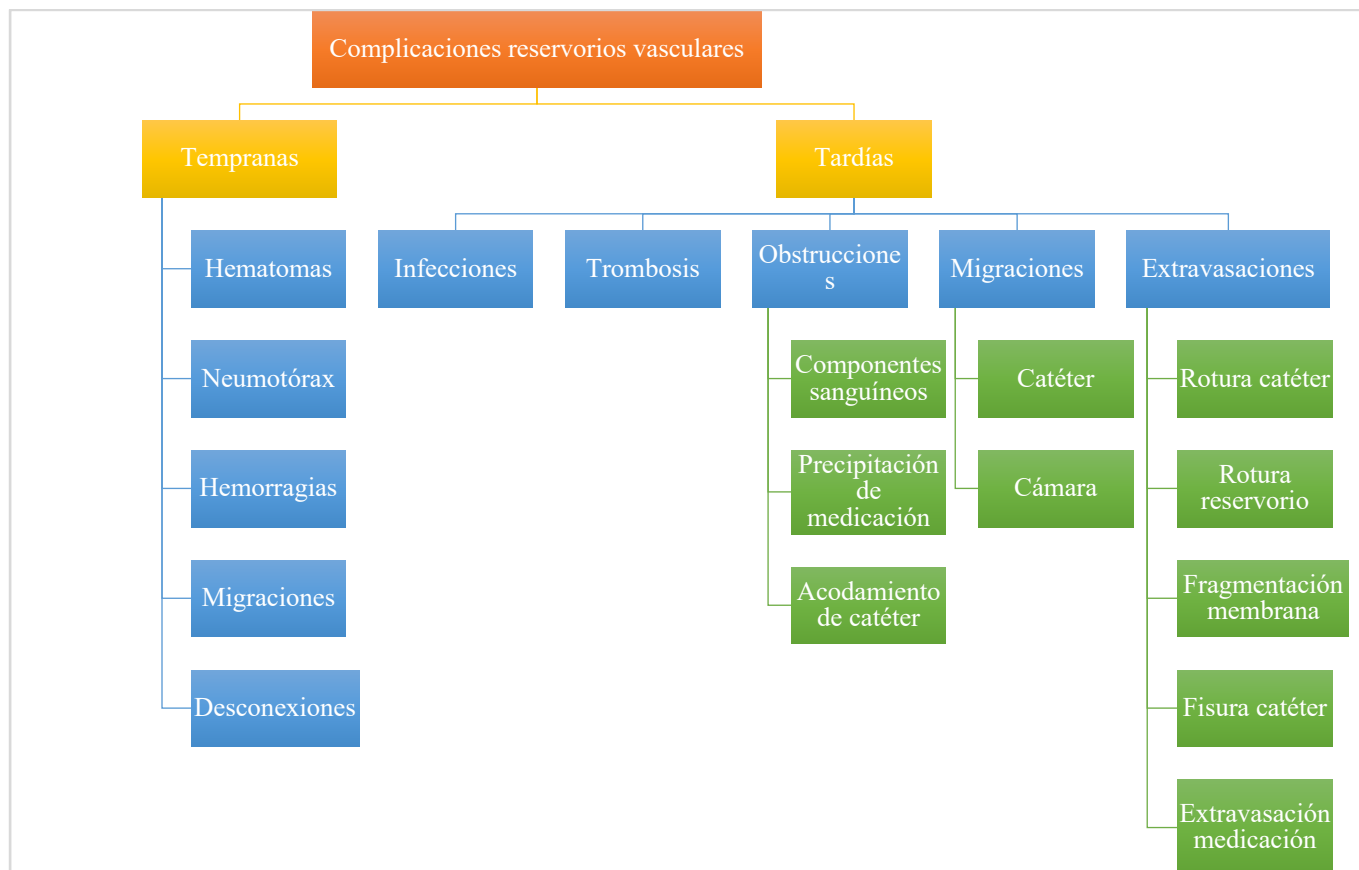 Complicaciones reservorios vasculares
Tempranas
Tardías
Hematomas
Neumotórax
Hemorragias
Migraciones
Desconexiones
Infecciones
Trombosis
Obstruccione
s
Componentes
sanguíneos
Precipitación
de
medicación
Acodamiento
de catéter
Migraciones
Catéter
Cámara
Extravasaciones
Rotura catéter
Rotura
reservorio
Fragmentación
membrana
Fisura catéter
Extravasación
medicación